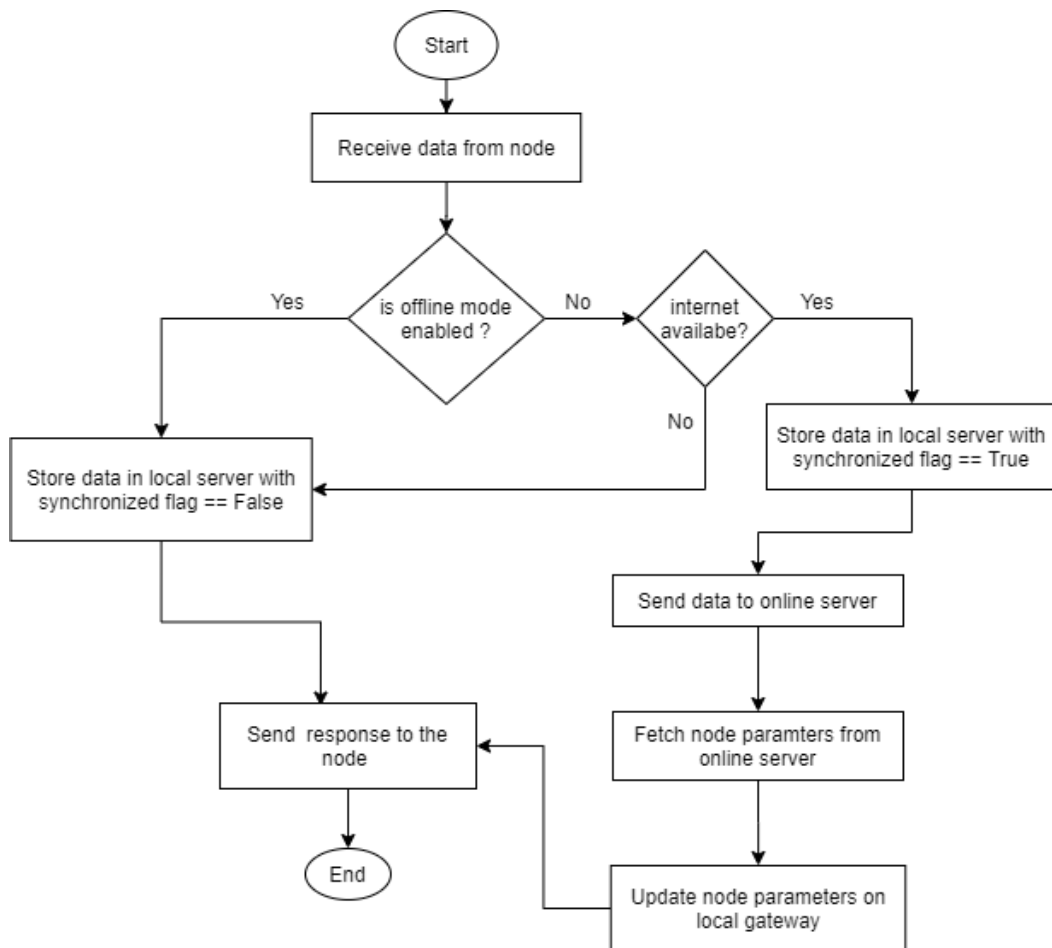 Start
Receive data from node
is offline mode
enabled ?
Yes
No
internet
availabe?
Yes
No
Store data in local server with
synchronized flag == False
Store data in local server with
synchronized flag == True
Send data to online server
Fetch node paramters from
online server
Send response to the
node
Update node parameters on
local gateway
End